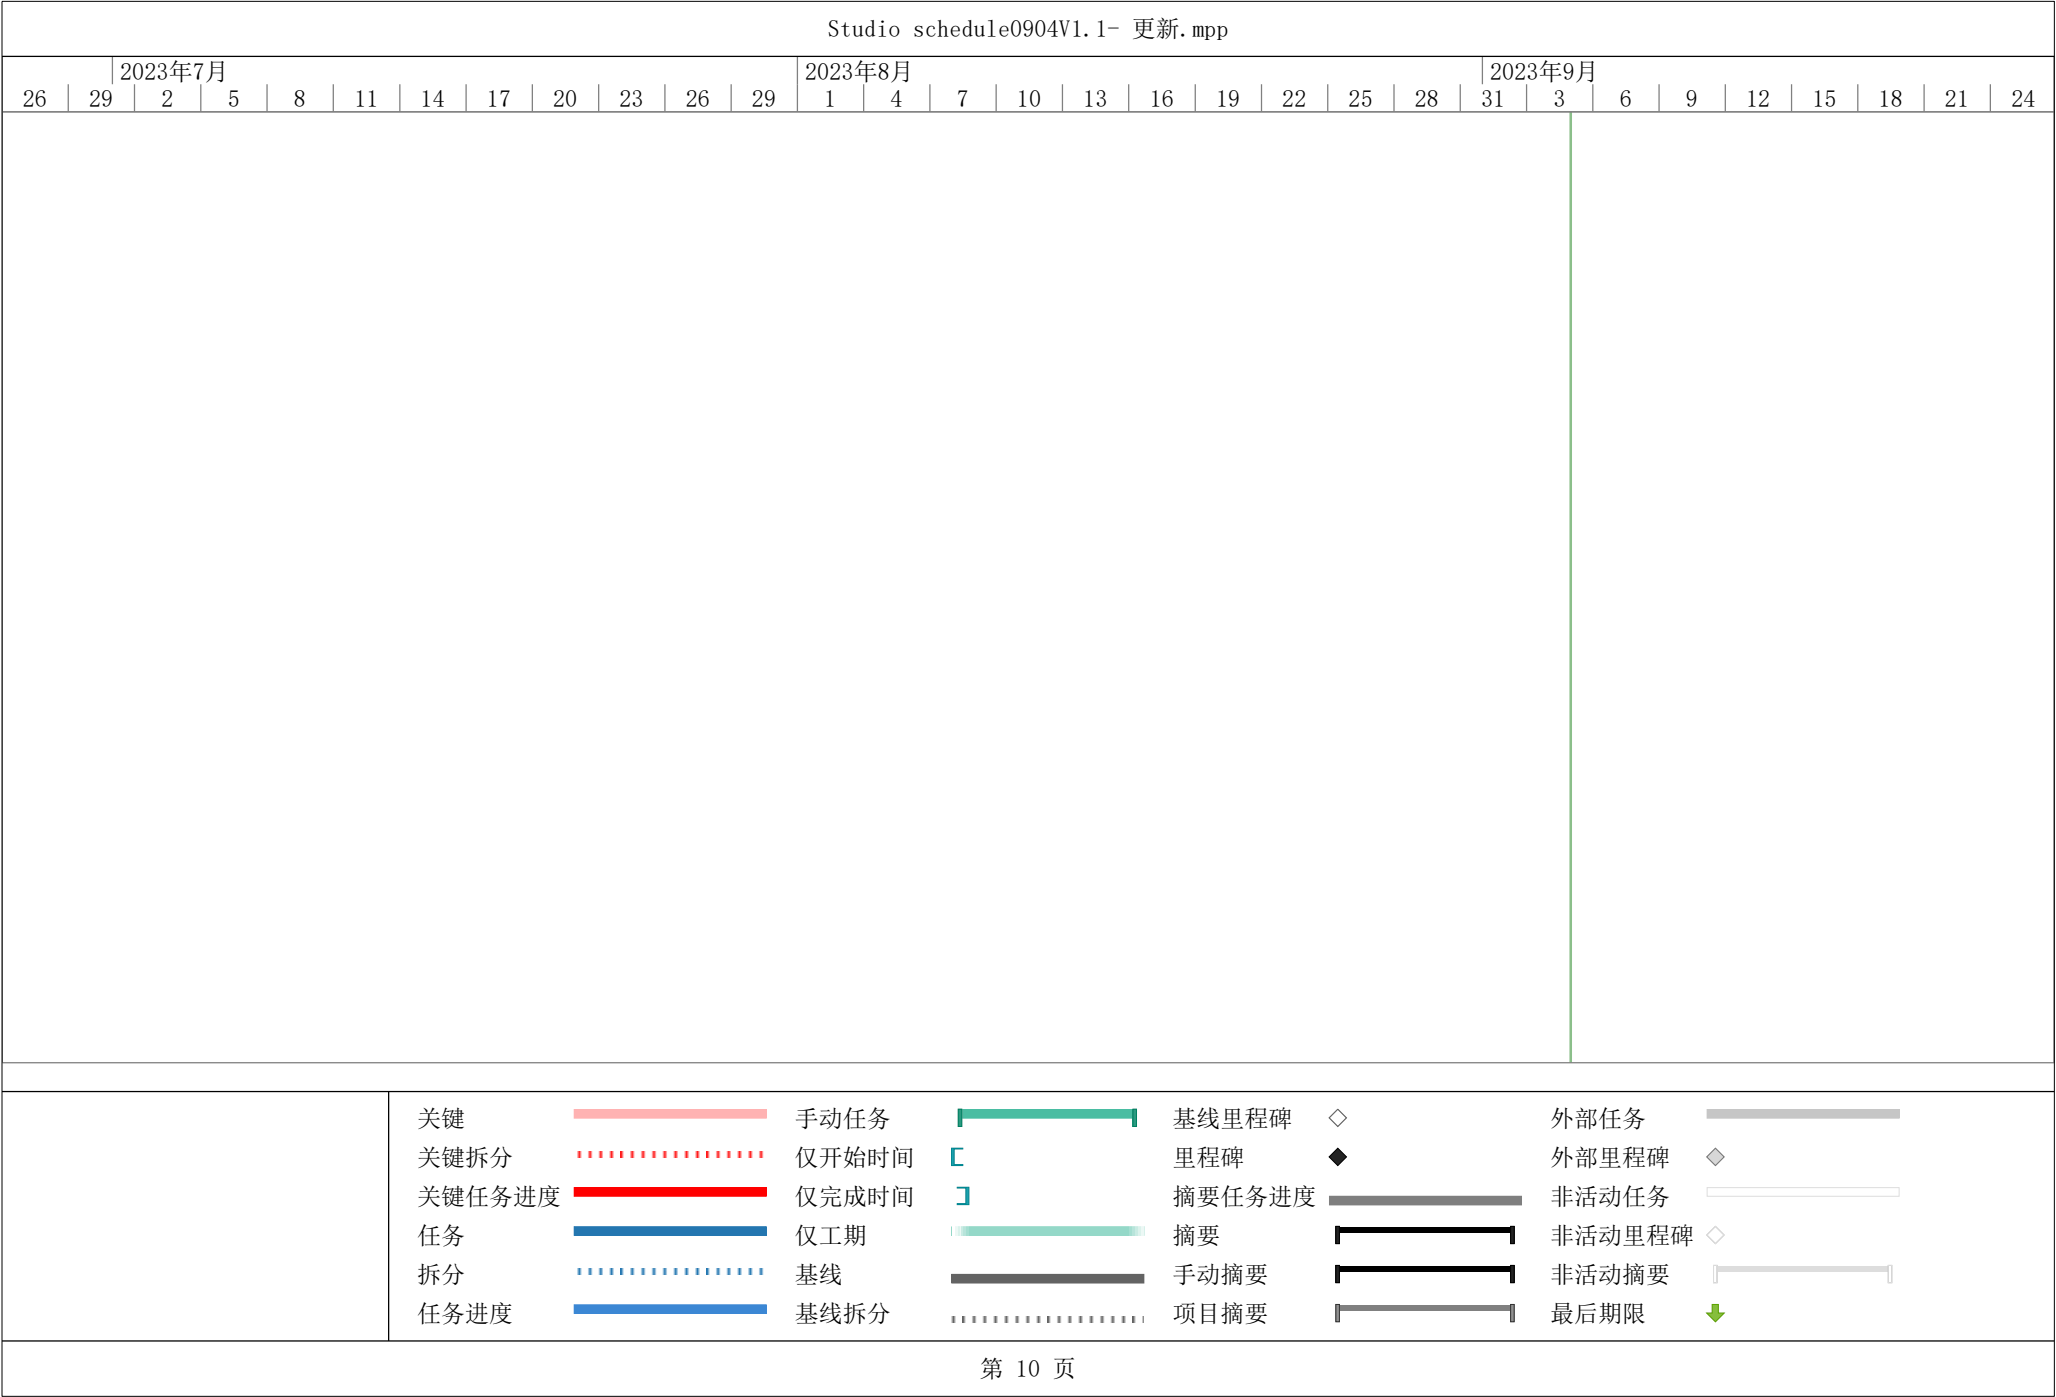 Studio schedule0904V1.1- 更新.mpp
2023年7月 2023年8月 2023年9月
26 29 2 5 8 11 14 17 20 23 26 29 1 4 7 10 13 16 19 22 25 28 31 3 6 9 12 15 18 21 24
关键 手动任务 基线里程碑 外部任务
关键拆分 仅开始时间 里程碑 外部里程碑
关键任务进度 仅完成时间 摘要任务进度 非活动任务
任务 仅工期 摘要 非活动里程碑
拆分 基线 手动摘要 非活动摘要
任务进度 基线拆分 项目摘要 最后期限
第 10 页